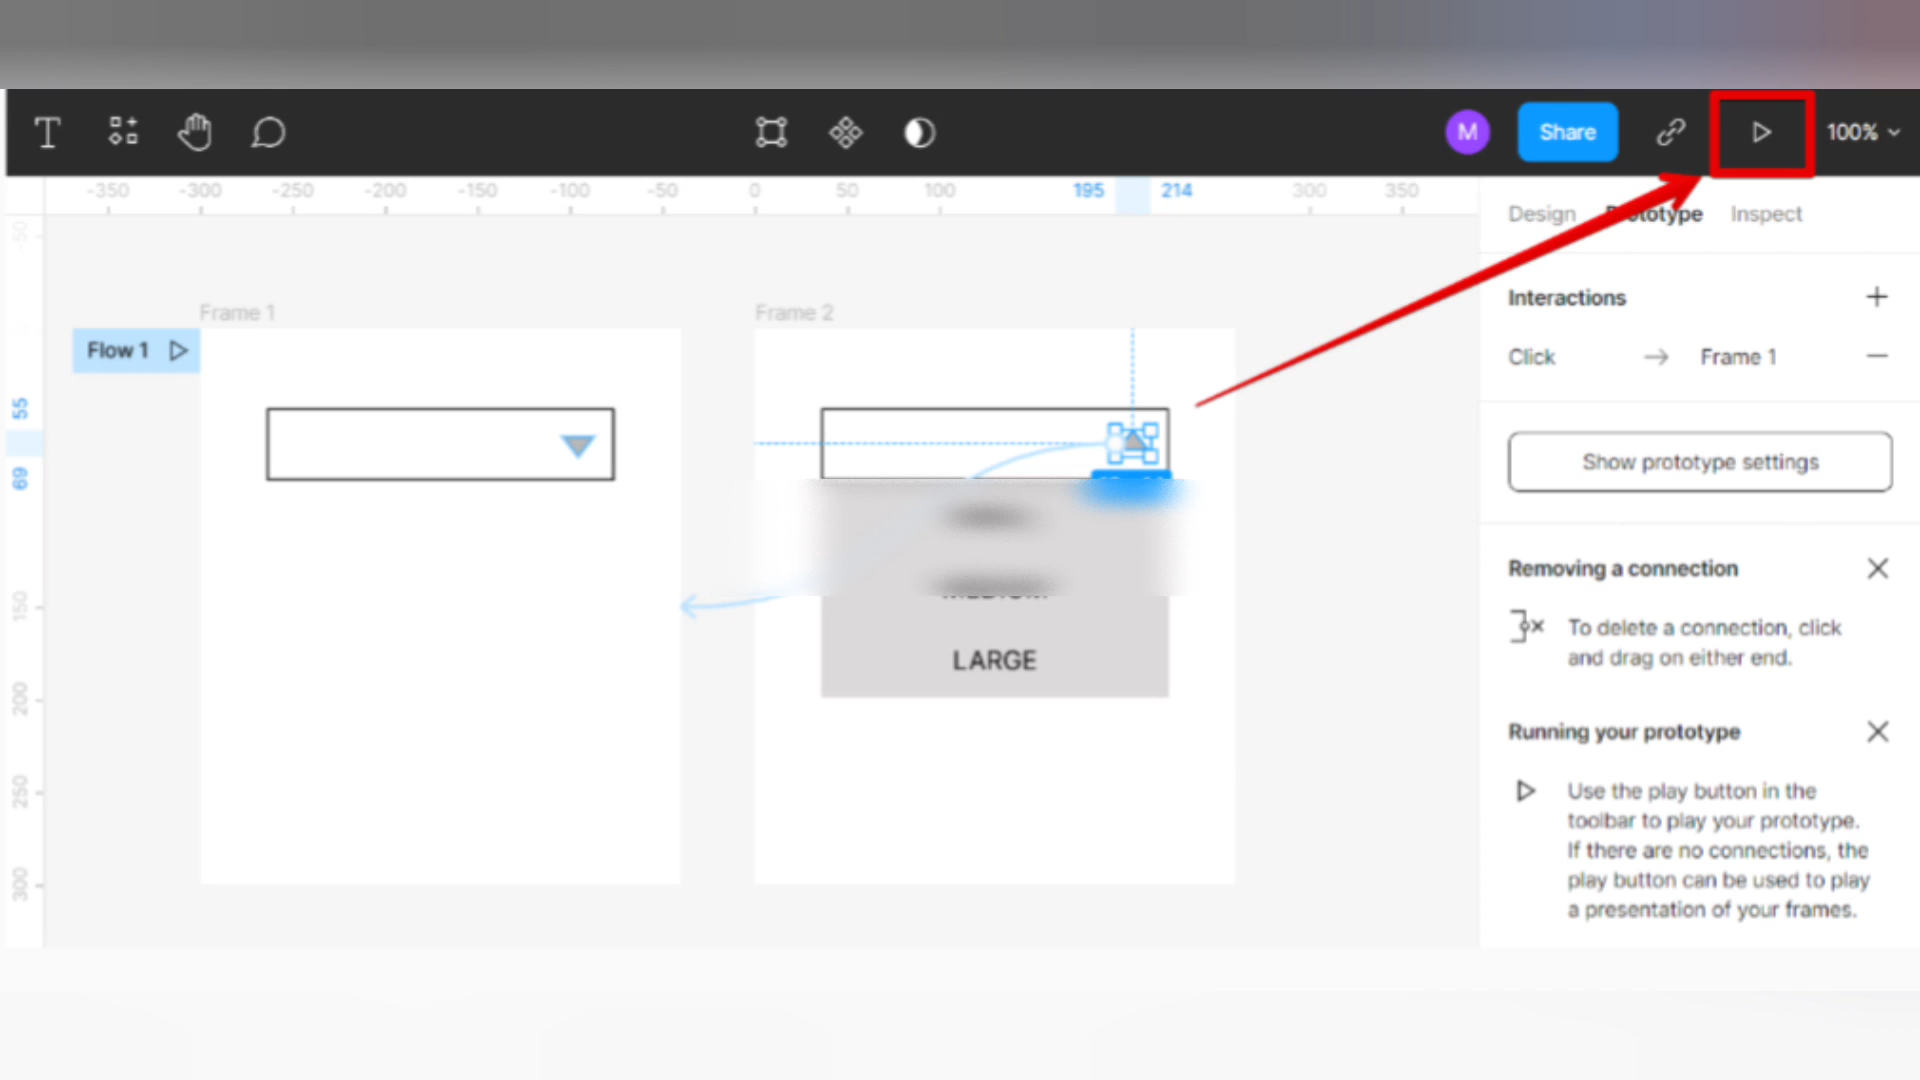 M
Share
100%
-350 -300 -250 -200 -150 -100 -50 0 50 100 195 214 300 350
Design Prototype Inspect
-50
Frame 1
Frame 2
Interactions
Flow 1
Click Frame 1
55
Show prototype settings
69
Removing a connection
150
To delete a connection, click
and drag on either end.
LARGE
200
Running your prototype
250
Use the play button in the
toolbar to play your prototype.
If there are no connections, the
300
play button can be used to play
a presentation of your frames.